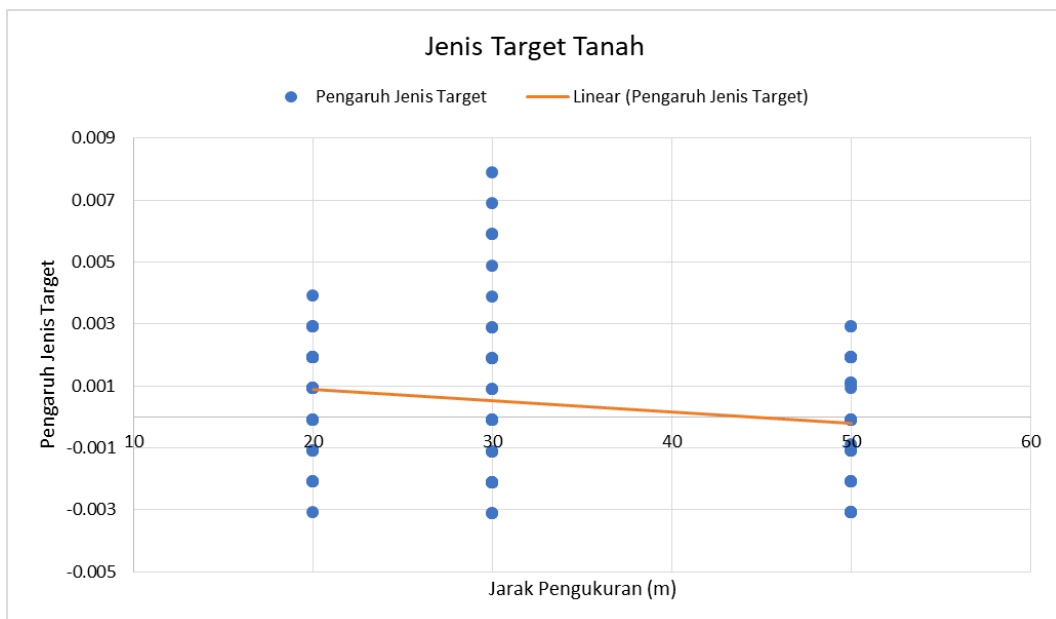 Jenis Target Tanah
Pengaruh Jenis Target
Linear (Pengaruh Jenis Target)
0.009
0.007
0.005
0.003
0.001
-0.001
-0.003
-0.005
10 20 30 40 50 60
Pengaruh Jenis Target
Jarak Pengukuran (m)